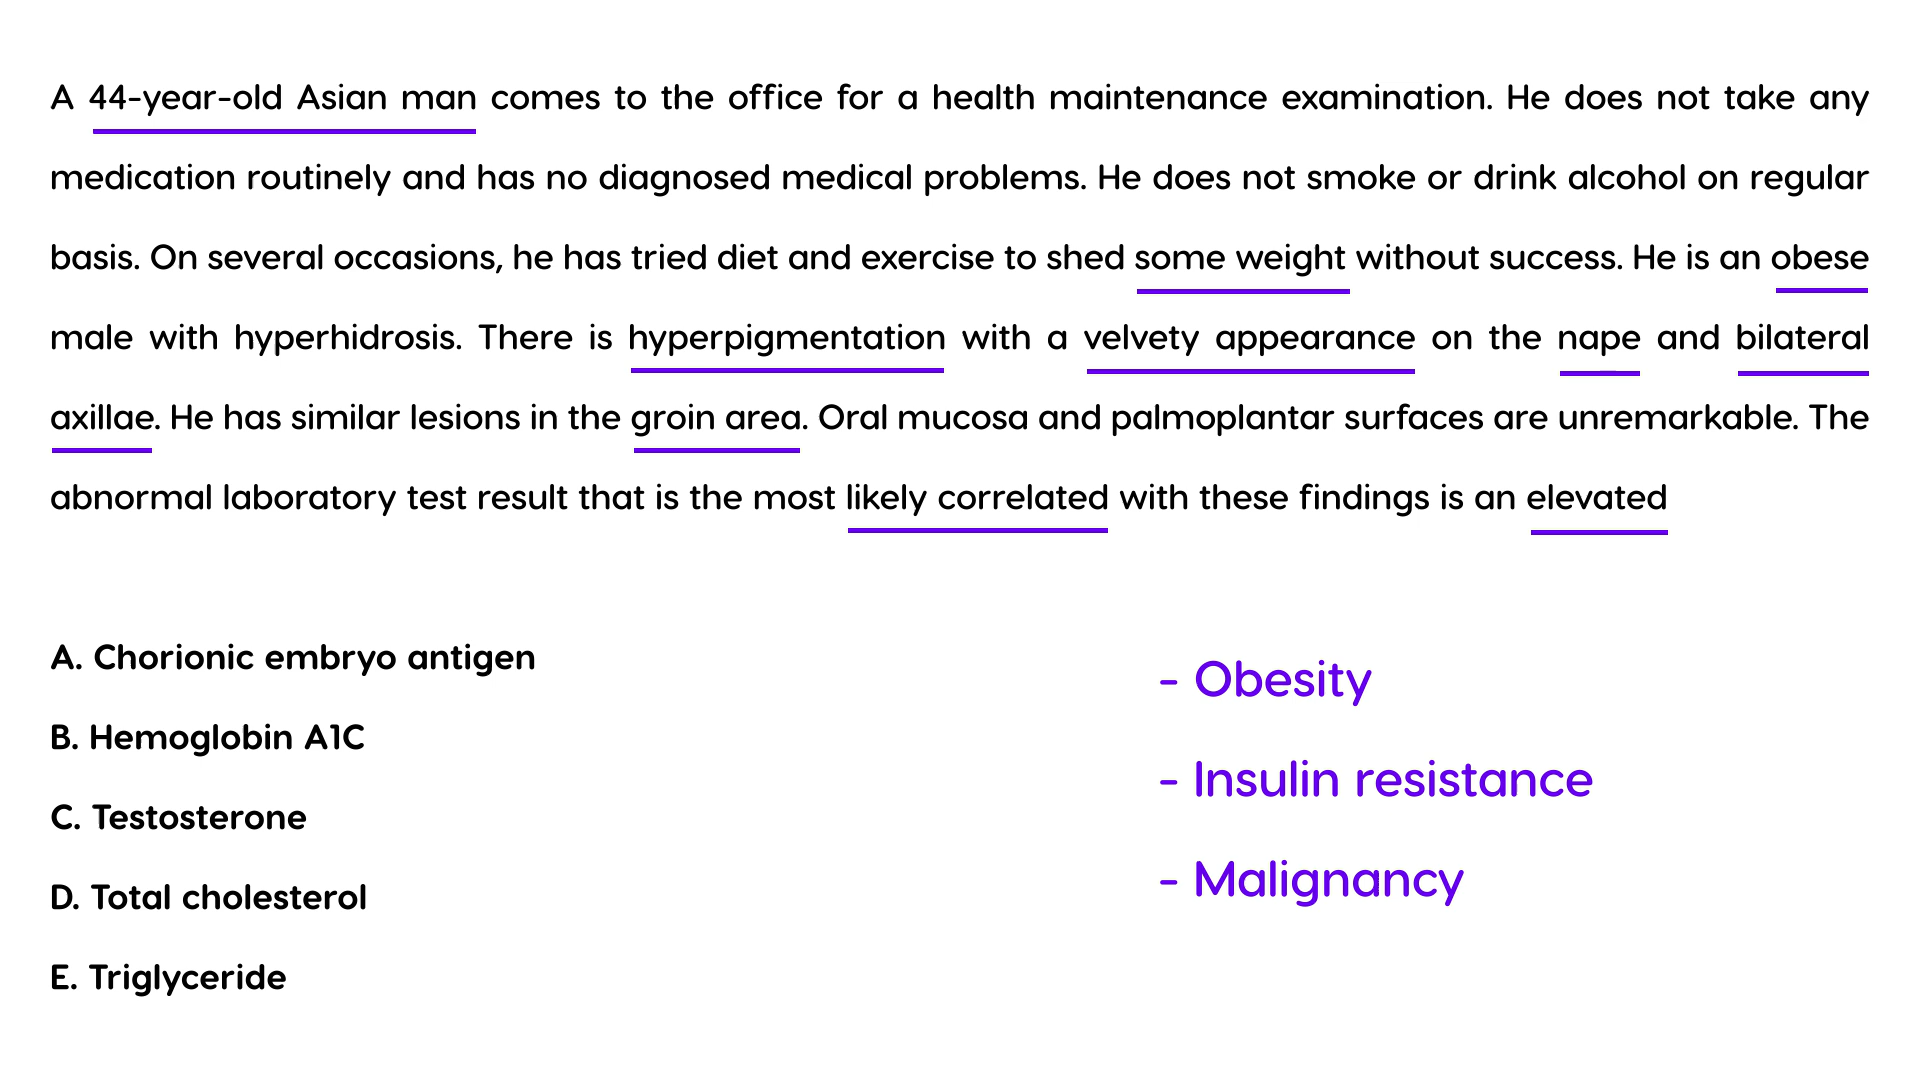 A 44-year-old Asian man comes to the office for a health maintenance examination. He does not take any
medication routinely and has no diagnosed medical problems. He does not smoke or drink alcohol on regular
basis. On several occasions, he has tried diet and exercise to shed some weight without success. He is an obese
male with hyperhidrosis. There is hyperpigmentation with a velvety appearance on the nape and bilateral
axillae. He has similar lesions in the groin area. Oral mucosa and palmoplantar surfaces are unremarkable. The
abnormal laboratory test result that is the most likely correlated with these findings is an elevated
A. Chorionic embryo antigen
B. Hemoglobin A1C
C. Testosterone
D. Total cholesterol
E. Triglyceride
- Obesity
- Insulin resistance
- Malignancy